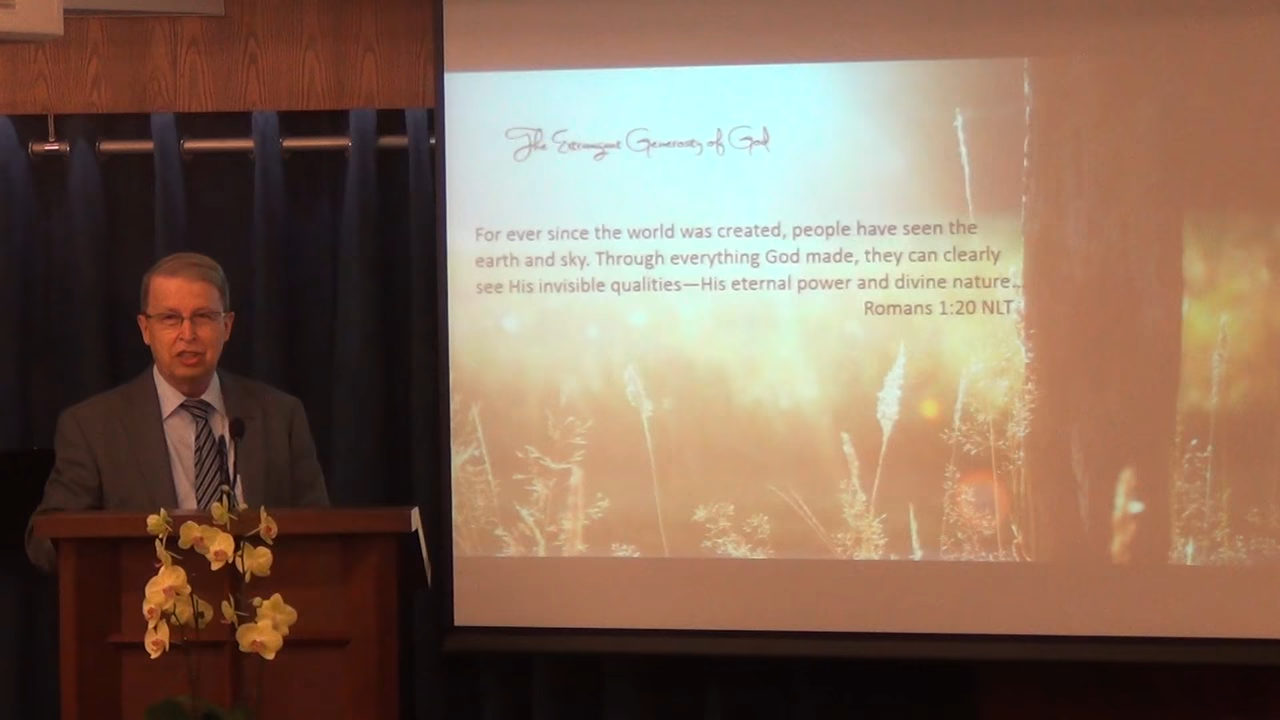 The Extravagant Generosity of God
For ever since the world was created, people have seen the
earth and sky. Through everything God made, they can clearly
see His invisible qualities—His eternal power and divine nature...
Romans 1:20 NLT